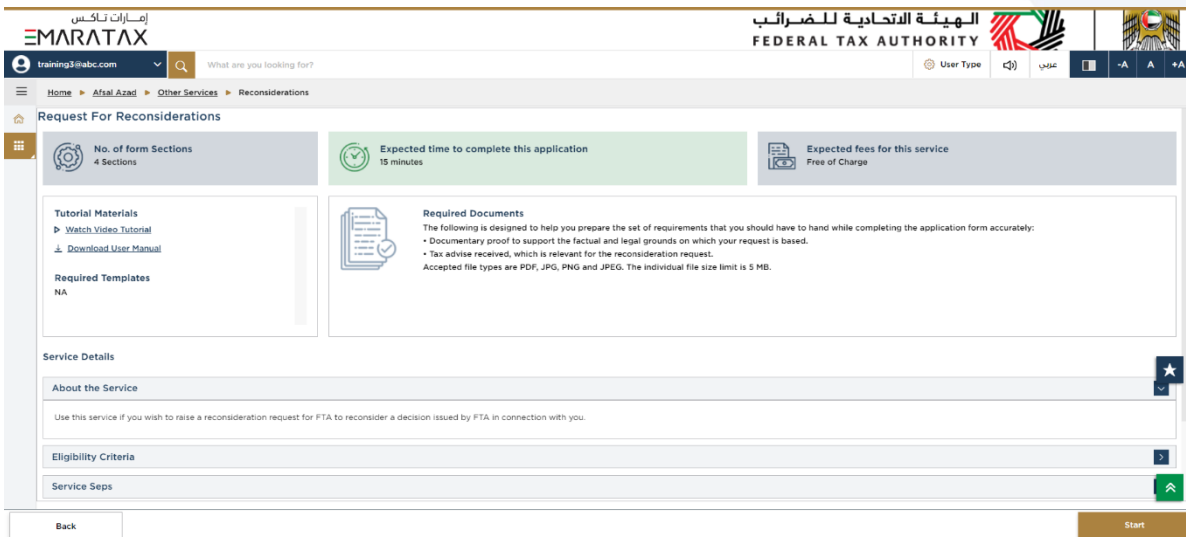 إمـــارات تـاكـس
EMARATAX
الـهـيـئـة الاتـحـاديـة لـلـضـرائـب
FEDERAL TAX AUTHORITY
training3@abc.com
What are you looking for?
User Type
عربي
-A
A
+A
Home
Afsal Azad
Other Services
Reconsiderations
Request For Reconsiderations
No. of form Sections
4 Sections
Expected time to complete this application
15 minutes
Expected fees for this service
Free of Charge
Tutorial Materials
Watch Video Tutorial
Download User Manual
Required Templates
NA
Required Documents
The following is designed to help you prepare the set of requirements that you should have to hand while completing the application form accurately:
• Documentary proof to support the factual and legal grounds on which your request is based.
• Tax advise received, which is relevant for the reconsideration request.
Accepted file types are PDF, JPG, PNG and JPEG. The individual file size limit is 5 MB.
Service Details
About the Service
Use this service if you wish to raise a reconsideration request for FTA to reconsider a decision issued by FTA in connection with you.
Eligibility Criteria
Service Seps
Back
Start